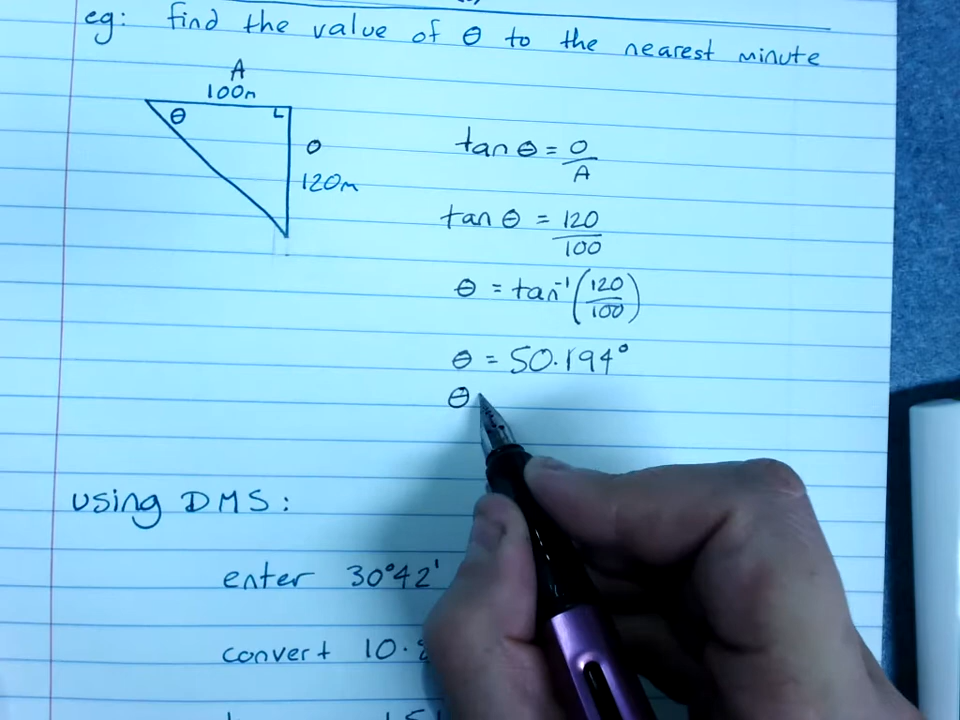 eg: find the value of θ to the nearest minute
A
100m
θ
O
120m
tan θ = O/A
tan θ = 120/100
θ = tan⁻¹(120/100)
θ = 50.194°
θ
using DMS:
enter 30°42'
convert 10.